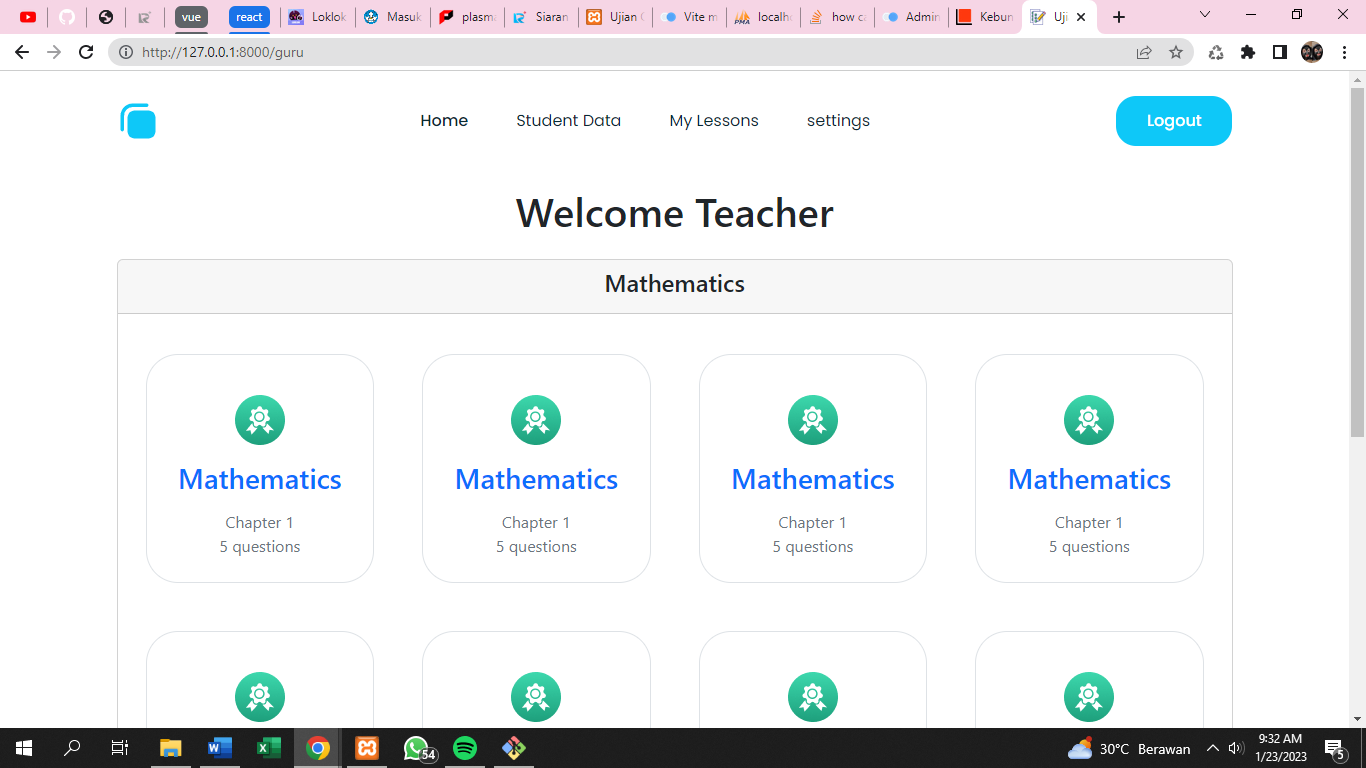 vue
react
Loklok
Masuk
plasma
Siaran
Ujian
Vite m
localho
how ca
Admin
Kebun
Uji
http://127.0.0.1:8000/guru
Home Student Data My Lessons settings Logout
Welcome Teacher
Mathematics
Mathematics Mathematics Mathematics Mathematics
Chapter 1 Chapter 1 Chapter 1 Chapter 1
5 questions 5 questions 5 questions 5 questions
54
30°C Berawan
9:32 AM
1/23/2023
5